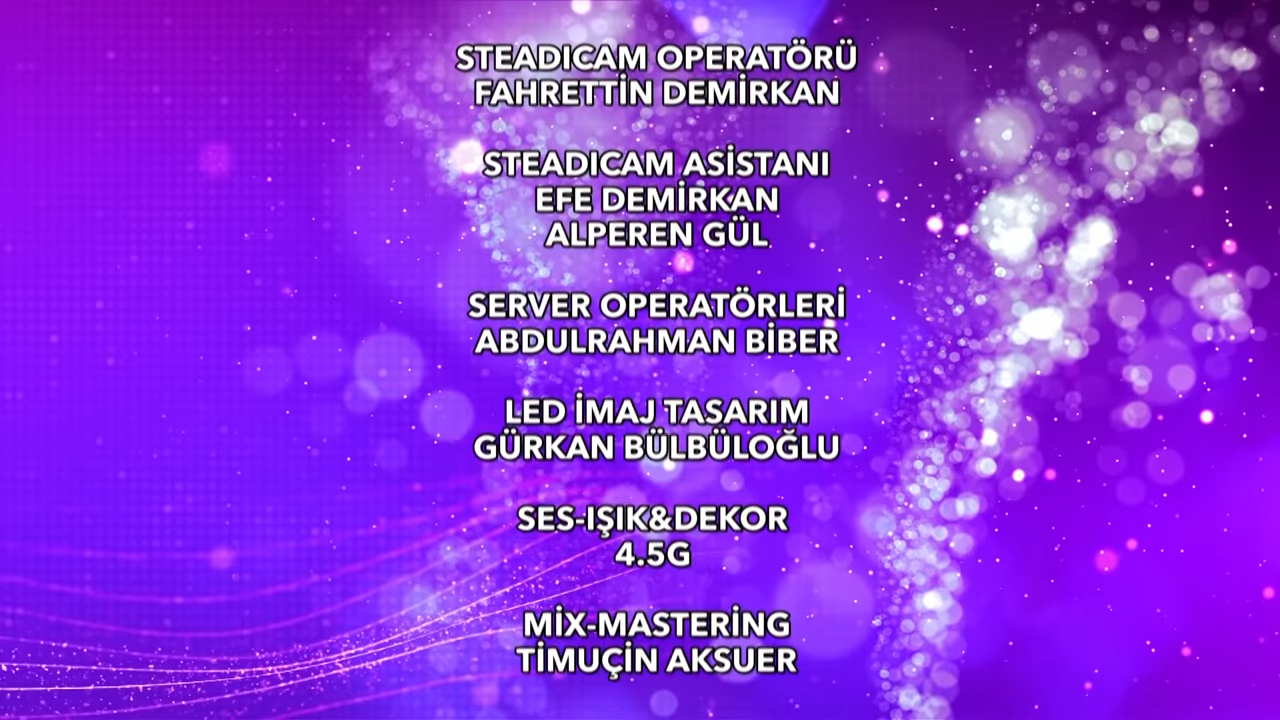 STEADICAM OPERATÖRÜ
FAHRETTİN DEMİRKAN
STEADICAM ASİSTANI
EFE DEMİRKAN
ALPEREN GÜL
SERVER OPERATÖRLERİ
ABDULRAHMAN BİBER
LED İMAJ TASARIM
GÜRKAN BÜLBÜLOĞLU
SES-IŞIK&DEKOR
4.5G
MİX-MASTERİNG
TİMUÇİN AKSUER